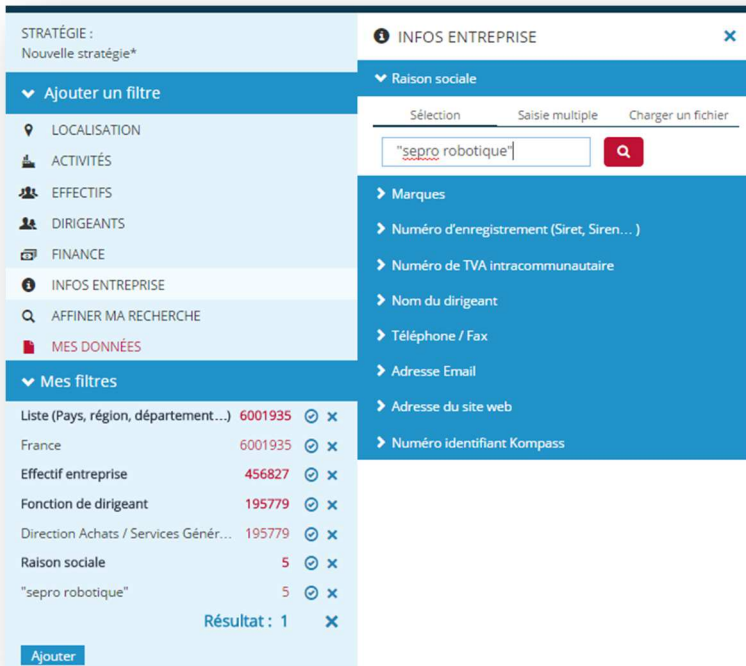 STRATÉGIE :
Nouvelle stratégie*
Ajouter un filtre
LOCALISATION
ACTIVITÉS
EFFECTIFS
DIRIGEANTS
FINANCE
INFOS ENTREPRISE
AFFINER MA RECHERCHE
MES DONNÉES
Mes filtres
Liste (Pays, région, département...) 6001935
France 6001935
Effectif entreprise 456827
Fonction de dirigeant 195779
Direction Achats / Services Génér... 195779
Raison sociale 5
"sepro robotique" 5
Résultat : 1
Ajouter
INFOS ENTREPRISE
Raison sociale
Sélection Saisie multiple Charger un fichier
"sepro robotique"
Marques
Numéro d'enregistrement (Siret, Siren... )
Numéro de TVA intracommunautaire
Nom du dirigeant
Téléphone / Fax
Adresse Email
Adresse du site web
Numéro identifiant Kompass